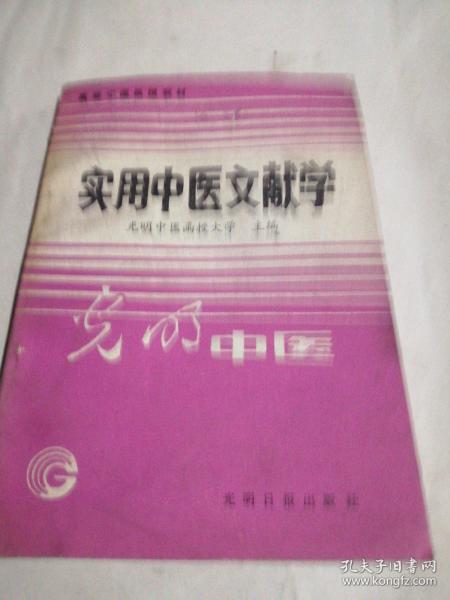 实用中医文献学
光明中医函授大学 主编
光明中医
光明日报出版社
孔夫子旧书网
www.kongfz.com